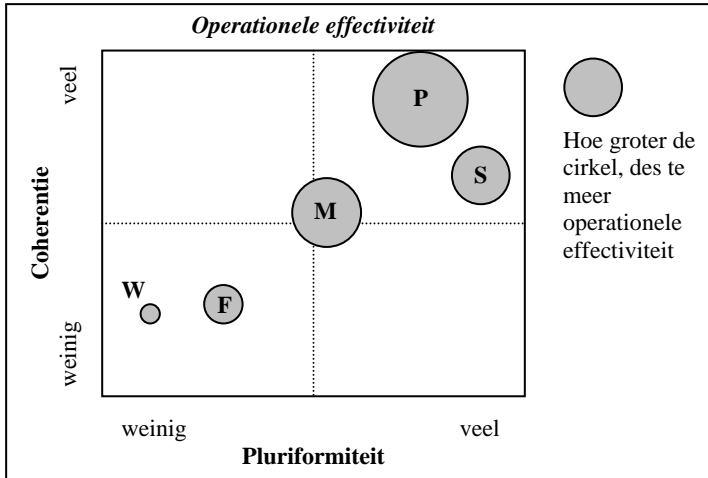 Operationele effectiviteit
veel
Coherentie
weinig
P
S
M
W
F
Hoe groter de
cirkel, des te
meer
operationele
effectiviteit
weinig
veel
Pluriformiteit